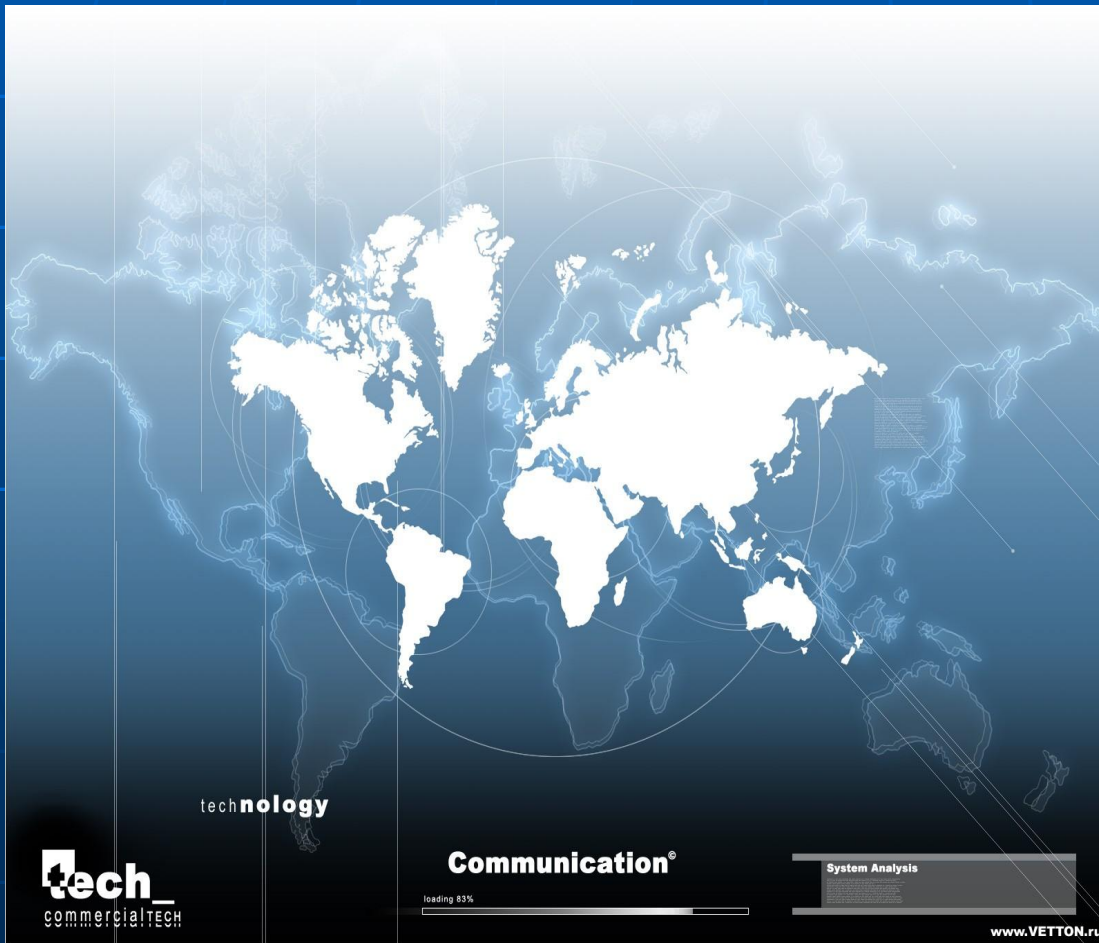 technology
tech_
commercialTECH
Communication©
loading 83%
System Analysis
www.VETTON.ru